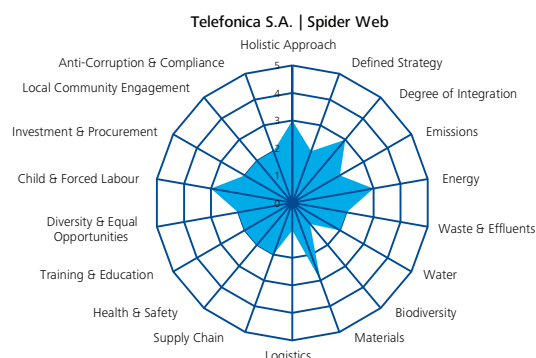 Telefonica S.A. | Spider Web
Holistic Approach
Anti-Corruption & Compliance
Defined Strategy
Local Community Engagement
Degree of Integration
Investment & Procurement
Emissions
Child & Forced Labour
Energy
Diversity & Equal
Opportunities
Waste & Effluents
Training & Education
Water
Health & Safety
Biodiversity
Supply Chain
Materials
Logistics
5
4
3
2
1
0